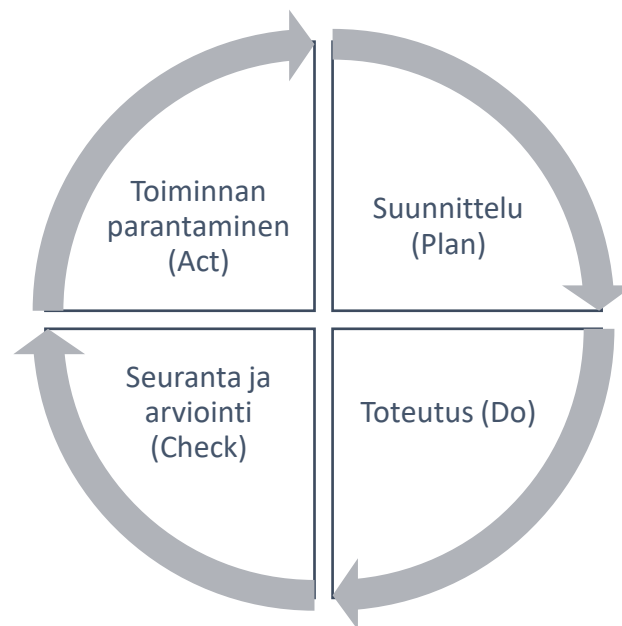 Toiminnan
parantaminen
(Act)
Suunnittelu
(Plan)
Seuranta ja
arviointi
(Check)
Toteutus (Do)